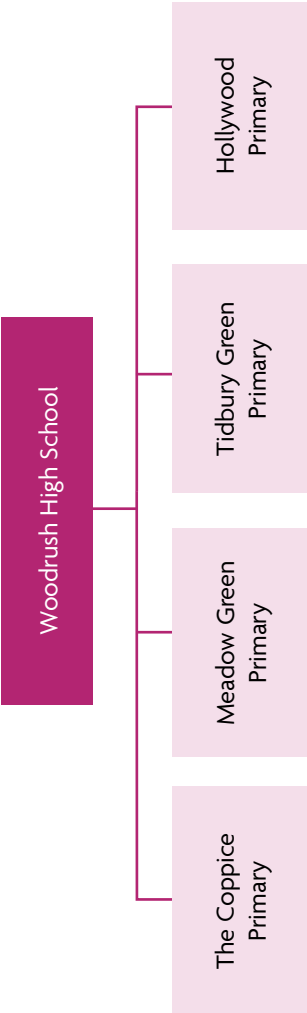 Woodrush High School
The Coppice
Primary
Meadow Green
Primary
Tidbury Green
Primary
Hollywood
Primary